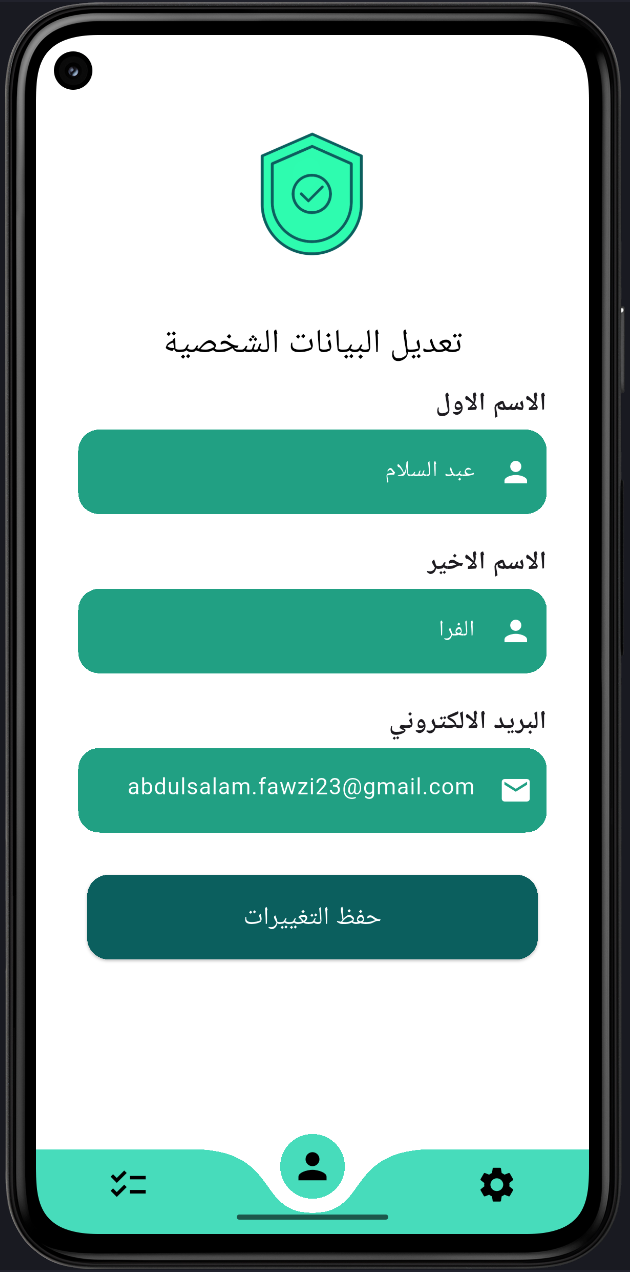 تعديل البيانات الشخصية
الاسم الاول
عبد السلام
الاسم الاخير
الفرا
البريد الالكتروني
abdulsalam.fawzi23@gmail.com
حفظ التغييرات